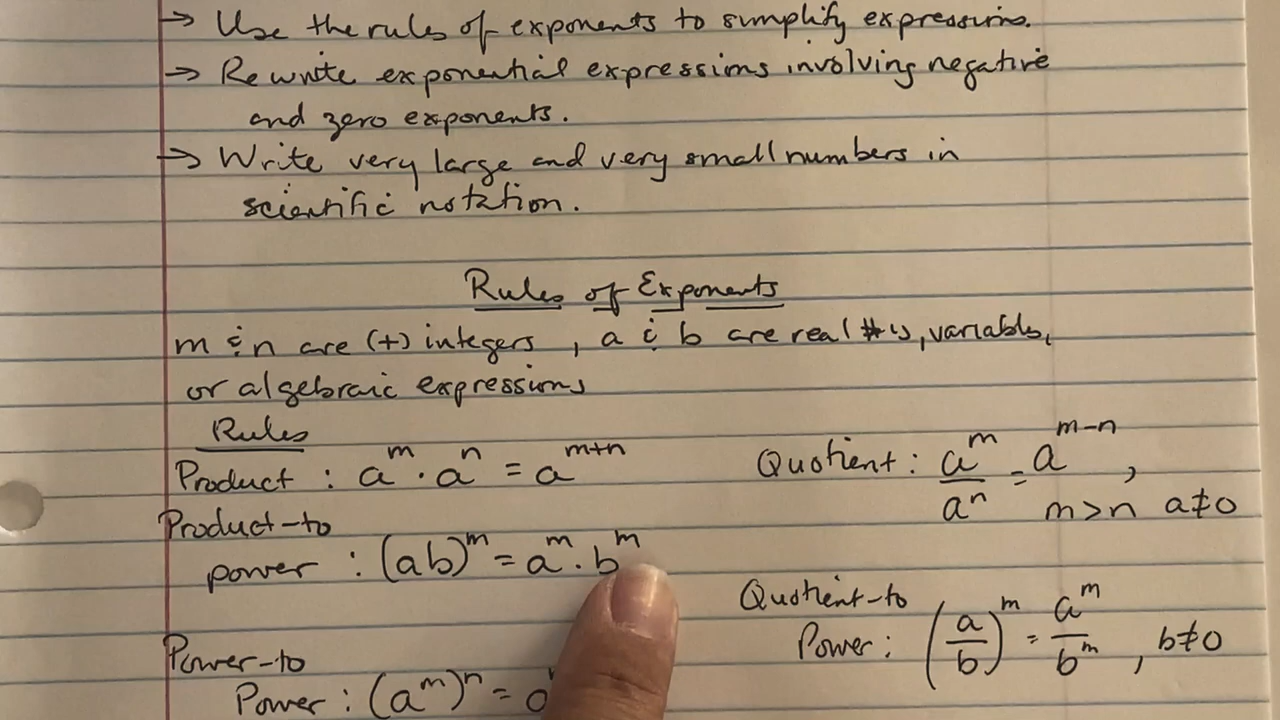 → Use the rules of exponents to simplify expressions.
→ Rewrite exponential expressions involving negative
and zero exponents.
→ Write very large and very small numbers in
scientific notation.
Rules of Exponents
m & n are (+) integers, a & b are real #'s, variables,
or algebraic expressions
Rules
Product : a^m · a^n = a^(m+n)
Quotient : a^m / a^n = a^(m-n) ,
m>n a≠0
Product-to
power : (ab)^m = a^m · b^m
Quotient-to
Power : (a/b)^m = a^m / b^m , b≠0
Power-to
Power : (a^m)^n =